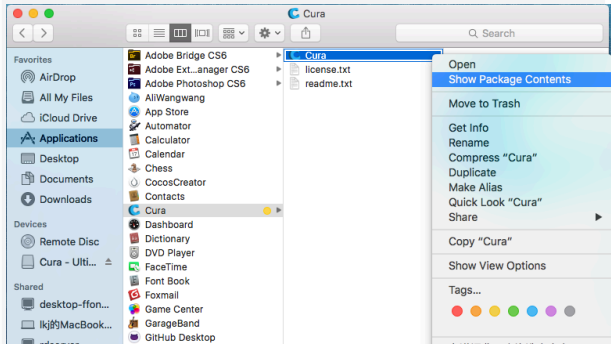 Cura
Search
Favorites
AirDrop
All My Files
iCloud Drive
Applications
Desktop
Documents
Downloads
Devices
Remote Disc
Cura - Ulti...
Shared
desktop-ffon...
lkj的MacBook...
Adobe Bridge CS6
Adobe Ext...anager CS6
Adobe Photoshop CS6
AliWangwang
App Store
Automator
Calculator
Calendar
Chess
CocosCreator
Contacts
Cura
Dashboard
Dictionary
DVD Player
FaceTime
Font Book
Foxmail
Game Center
GarageBand
GitHub Desktop
Cura
license.txt
readme.txt
Open
Show Package Contents
Move to Trash
Get Info
Rename
Compress “Cura”
Duplicate
Make Alias
Quick Look “Cura”
Share
Copy “Cura”
Show View Options
Tags...